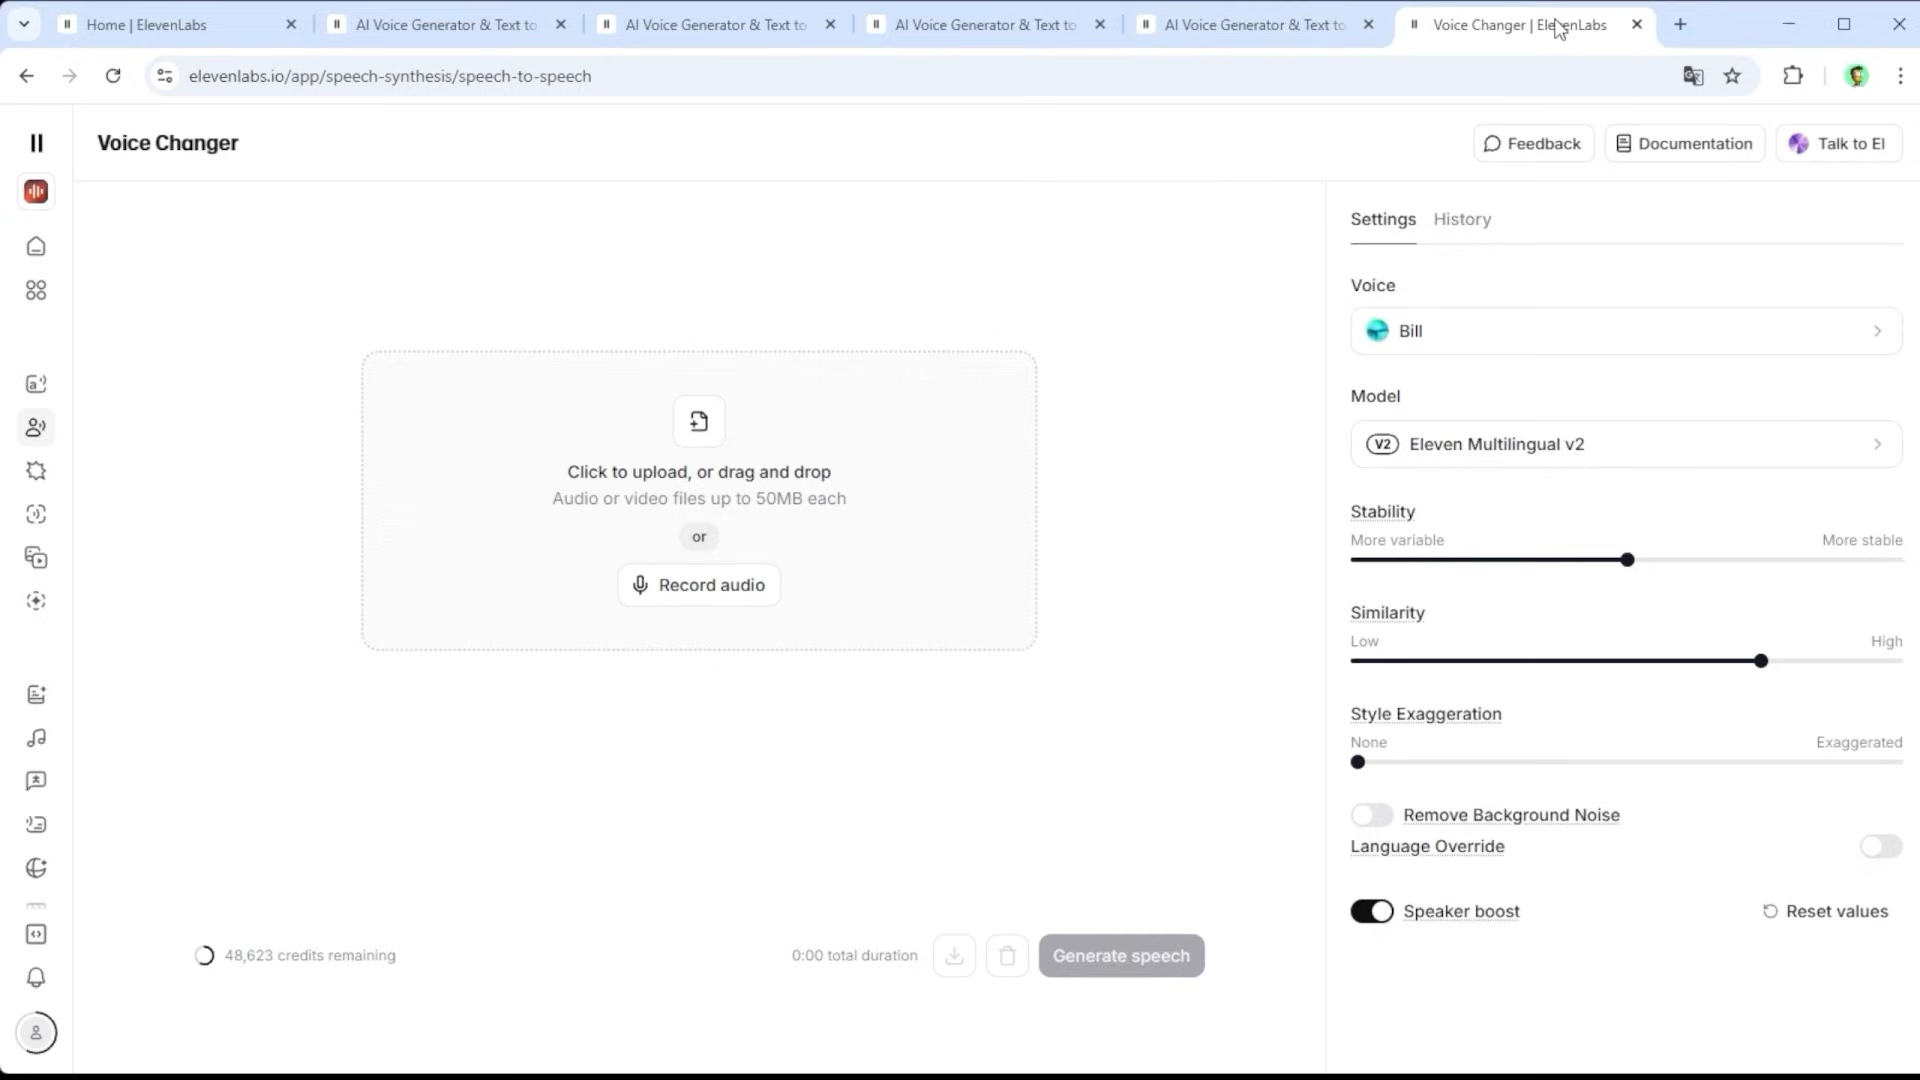 Home | ElevenLabs
AI Voice Generator & Text to
AI Voice Generator & Text to
AI Voice Generator & Text to
AI Voice Generator & Text to
Voice Changer | ElevenLabs
elevenlabs.io/app/speech-synthesis/speech-to-speech
Voice Changer
Feedback
Documentation
Talk to El
Settings
History
Voice
Bill
Model
V2 Eleven Multilingual v2
Stability
More variable
More stable
Similarity
Low
High
Style Exaggeration
None
Exaggerated
Remove Background Noise
Language Override
Speaker boost
Reset values
Click to upload, or drag and drop
Audio or video files up to 50MB each
or
Record audio
48,623 credits remaining
0:00 total duration
Generate speech